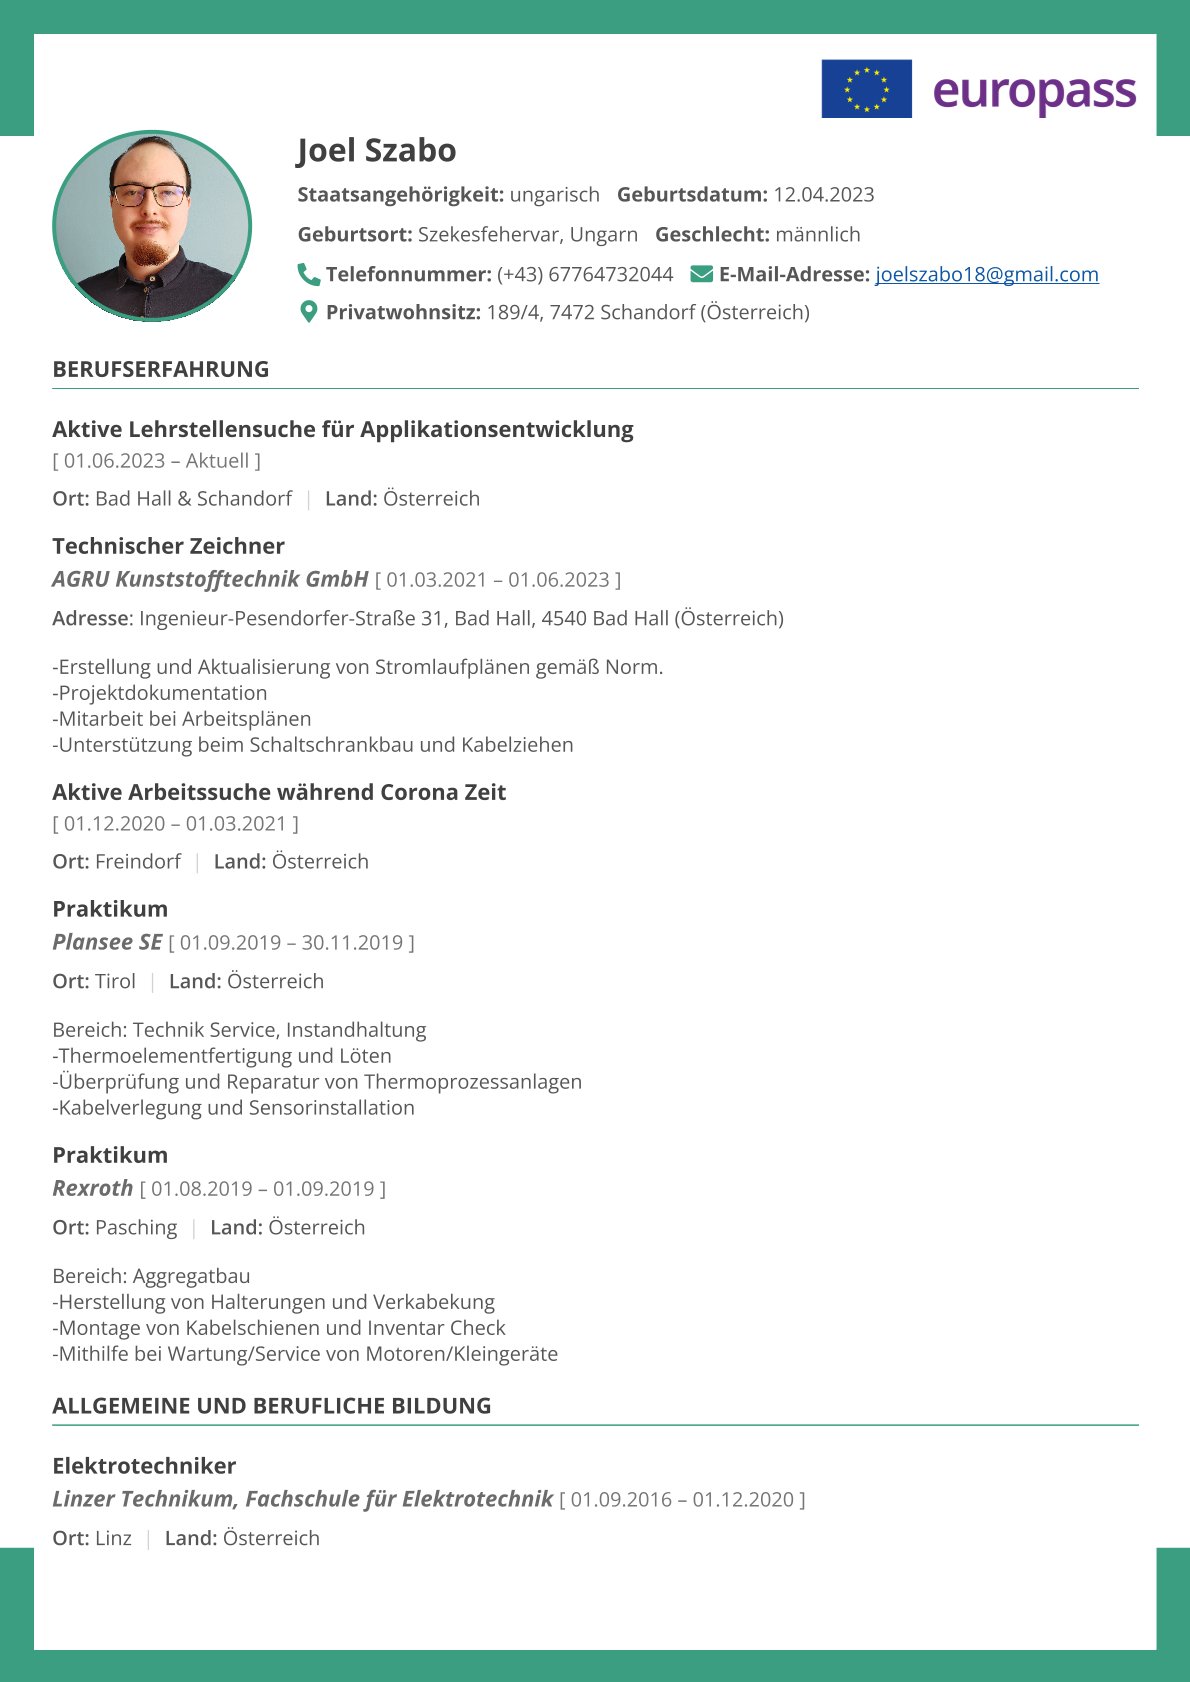 europass
Joel Szabo
Staatsangehörigkeit: ungarisch Geburtsdatum: 12.04.2023
Geburtsort: Szekesfehervar, Ungarn Geschlecht: männlich
Telefonnummer: (+43) 67764732044 E-Mail-Adresse: joelszabo18@gmail.com
Privatwohnsitz: 189/4, 7472 Schandorf (Österreich)
BERUFSERFAHRUNG
Aktive Lehrstellensuche für Applikationsentwicklung
[ 01.06.2023 – Aktuell ]
Ort: Bad Hall & Schandorf | Land: Österreich
Technischer Zeichner
AGRU Kunststofftechnik GmbH [ 01.03.2021 – 01.06.2023 ]
Adresse: Ingenieur-Pesendorfer-Straße 31, Bad Hall, 4540 Bad Hall (Österreich)
-Erstellung und Aktualisierung von Stromlaufplänen gemäß Norm.
-Projektdokumentation
-Mitarbeit bei Arbeitsplänen
-Unterstützung beim Schaltschrankbau und Kabelziehen
Aktive Arbeitssuche während Corona Zeit
[ 01.12.2020 – 01.03.2021 ]
Ort: Freindorf | Land: Österreich
Praktikum
Plansee SE [ 01.09.2019 – 30.11.2019 ]
Ort: Tirol | Land: Österreich
Bereich: Technik Service, Instandhaltung
-Thermoelementfertigung und Löten
-Überprüfung und Reparatur von Thermoprozessanlagen
-Kabelverlegung und Sensorinstallation
Praktikum
Rexroth [ 01.08.2019 – 01.09.2019 ]
Ort: Pasching | Land: Österreich
Bereich: Aggregatbau
-Herstellung von Halterungen und Verkabekung
-Montage von Kabelschienen und Inventar Check
-Mithilfe bei Wartung/Service von Motoren/Kleingeräte
ALLGEMEINE UND BERUFLICHE BILDUNG
Elektrotechniker
Linzer Technikum, Fachschule für Elektrotechnik [ 01.09.2016 – 01.12.2020 ]
Ort: Linz | Land: Österreich